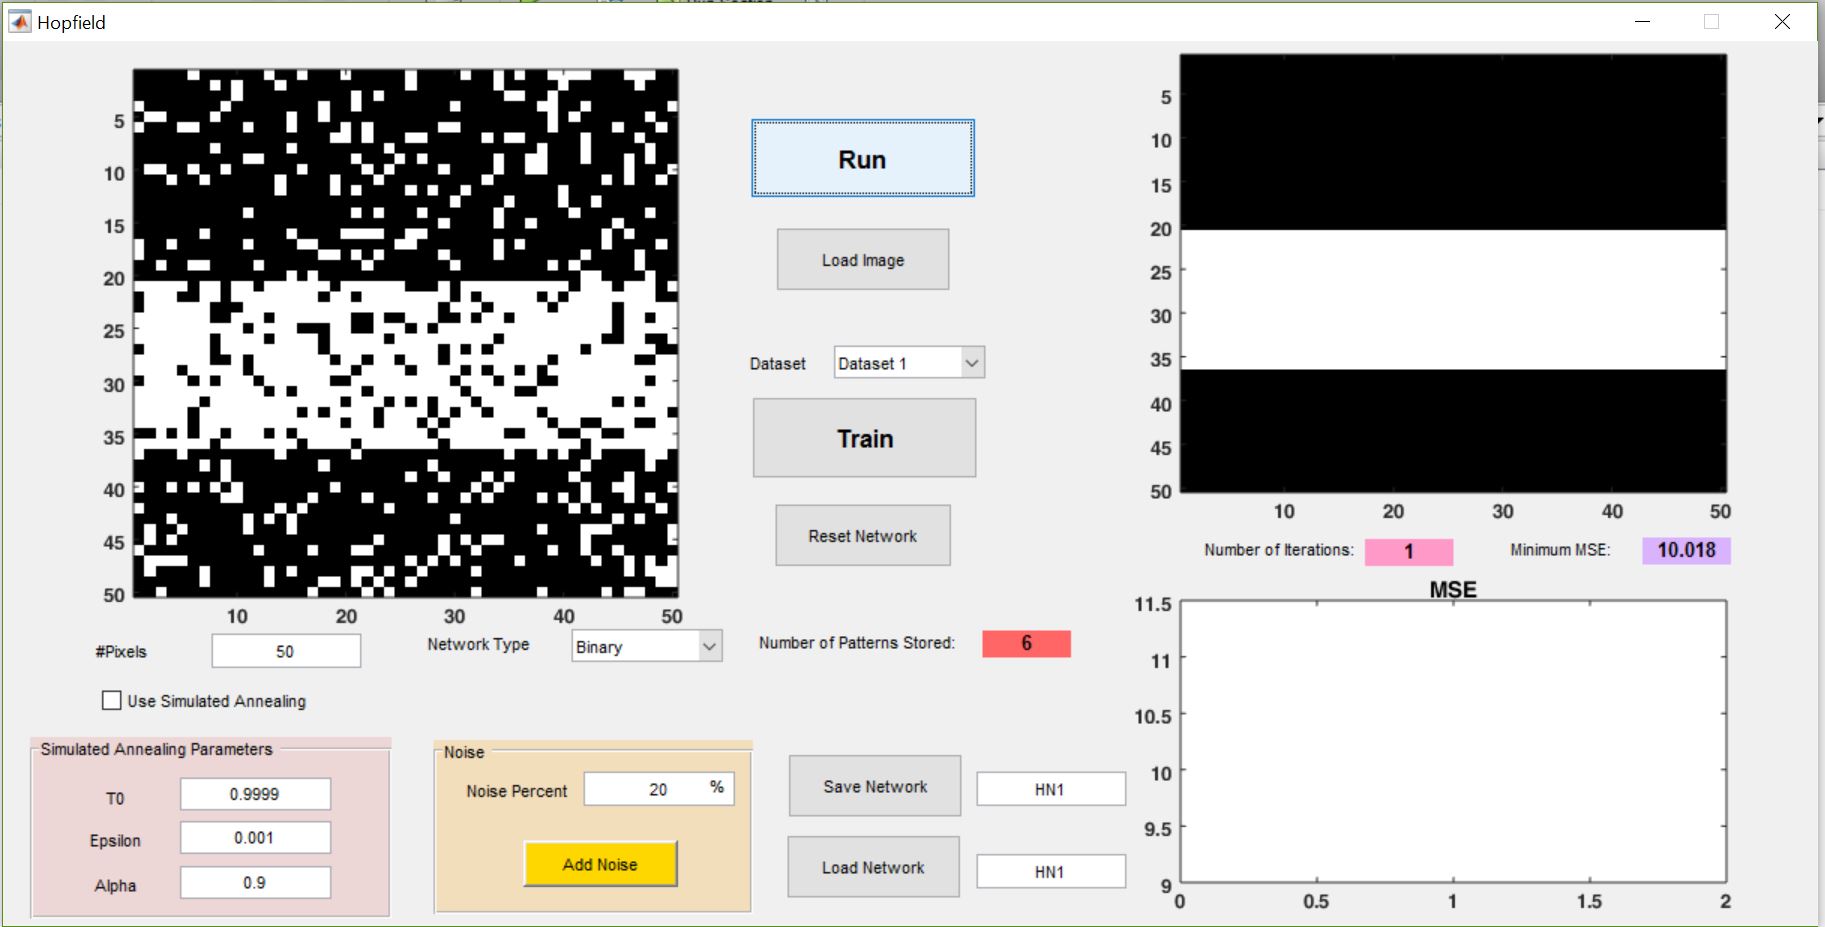 Hopfield
5
10
15
20
25
30
35
40
45
50
10 20 30 40 50
#Pixels 50
Network Type Binary
Use Simulated Annealing
Simulated Annealing Parameters
T0 0.9999
Epsilon 0.001
Alpha 0.9
Noise
Noise Percent 20 %
Add Noise
Run
Load Image
Dataset Dataset 1
Train
Reset Network
Number of Patterns Stored: 6
Save Network HN1
Load Network HN1
5
10
15
20
25
30
35
40
45
50
10 20 30 40 50
Number of Iterations: 1 Minimum MSE: 10.018
MSE
11.5
11
10.5
10
9.5
9
0 0.5 1 1.5 2